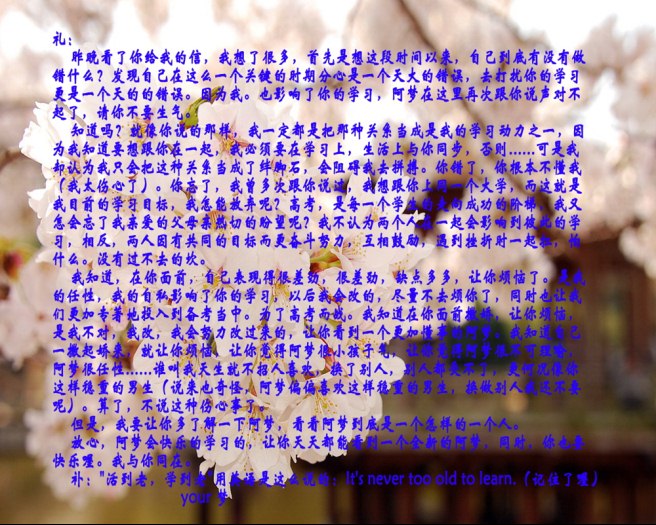 礼：
昨晚看了你给我的信，我想了很多，首先是想这段时间以来，自己到底有没有做
错什么？发现自己在这么一个关键的时期分心是一个天大的错误，去打扰你的学习
更是一个天的的错误。因为我。也影响了你的学习，阿梦在这里再次跟你说声对不
起了，请你不要生气。
知道吗？就像你说的那样，我一定都是把那种关系当成是我的学习动力之一，因
为我知道要想跟你在一起，我必须要在学习上，生活上与你同步，否则......可是我
却认为我只会把这种关系当成了绊脚石，会阻碍我去拼搏。你错了，你根本不懂我
（我太伤心了）。你忘了，我曾多次跟你说过，我想跟你上同一个大学，而这就是
我目前的学习目标，我怎能放弃呢？高考，是每一个学生的走向成功的阶梯，我又
怎会忘了我亲爱的父母亲热切的盼望呢？我不认为两个人在一起会影响到彼此的学
习，相反，两人因有共同的目标而更奋斗努力，互相鼓励，遇到挫折时一起扛，怕
什么。没有过不去的坎。
我知道，在你面前，自己表现得很差劲，很差劲，缺点多多，让你烦恼了。是我
的任性，我的自私影响了你的学习，以后我会改的，尽量不去烦你了，同时也让我
们更加专著地投入到备考当中。为了高考而战。我知道在你面前撒娇，让你烦恼，
是我不对，我改，我会努力改过来的，让你看到一个更加懂事的阿梦。我知道自己
一撒起娇来，就让你烦恼，让你觉得阿梦很小孩子气，让你觉得阿梦很不可理喻，
阿梦很任性......谁叫我天生就不招人喜欢，换了别人，别人都受不了，更何况像你
这样稳重的男生（说来也奇怪，阿梦偏偏喜欢这样稳重的男生，换做别人我还不要
呢）。算了，不说这种伤心事了。
但是，我要让你多了解一下阿梦，看看阿梦到底是一个怎样的一个人。
放心，阿梦会快乐的学习的，让你天天都能看到一个全新的阿梦，同时，你也要
快乐喔。我与你同在。
补："活到老，学到老"用英语是这么说的：It's never too old to learn.（记住了喔）
your 梦